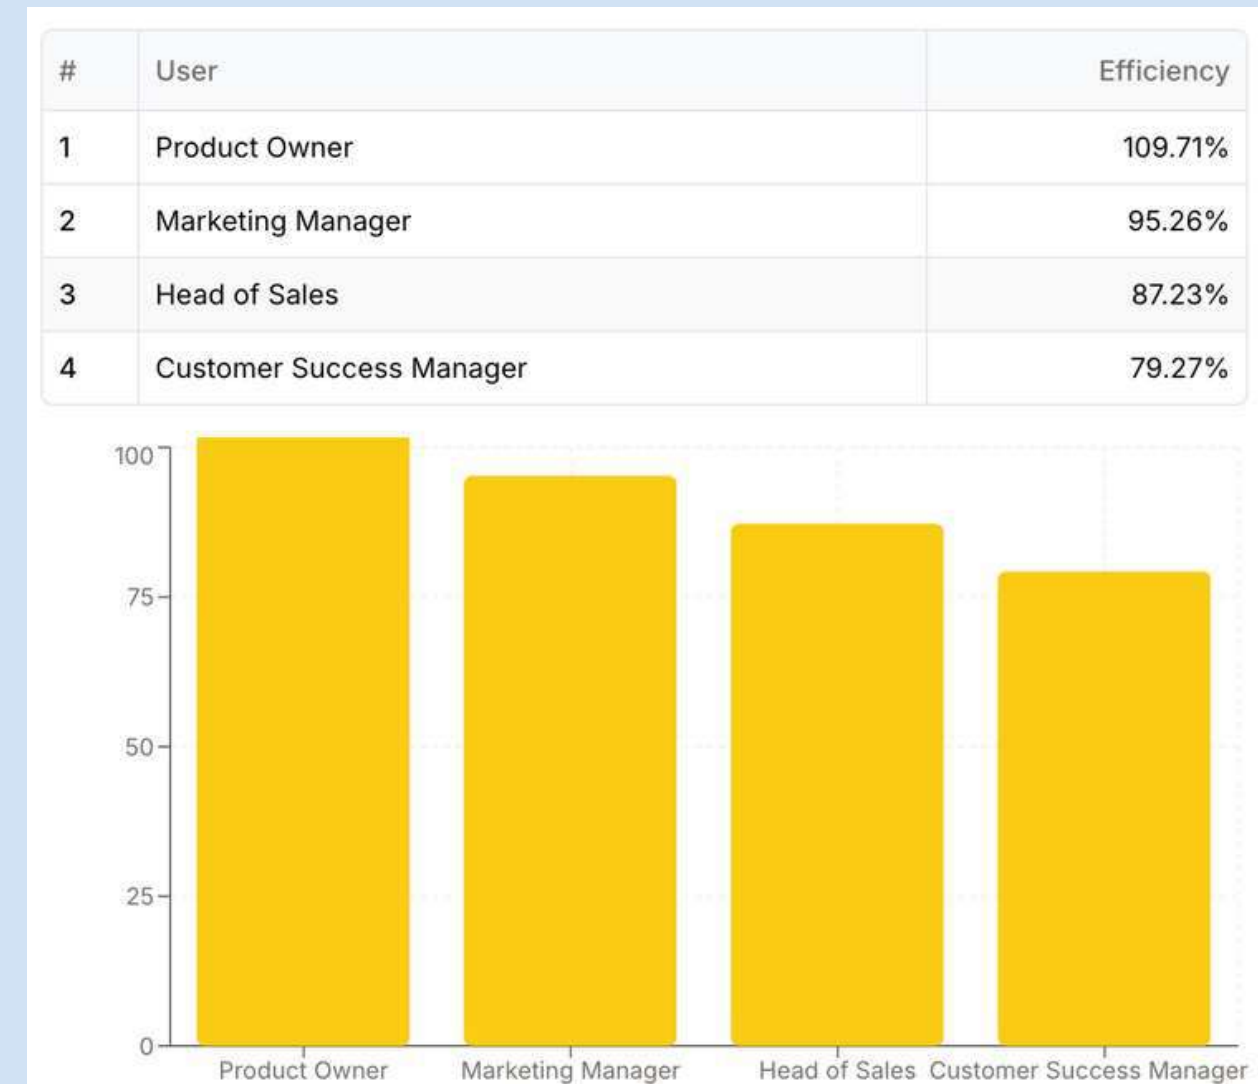 # User Efficiency
1 Product Owner 109.71%
2 Marketing Manager 95.26%
3 Head of Sales 87.23%
4 Customer Success Manager 79.27%
100
75
50
25
0
Product Owner Marketing Manager Head of Sales Customer Success Manager